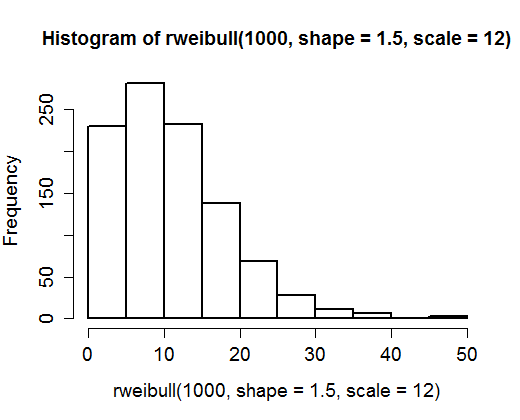 Histogram of rweibull(1000, shape = 1.5, scale = 12)
Frequency
250
150
50
0
0 10 20 30 40 50
rweibull(1000, shape = 1.5, scale = 12)